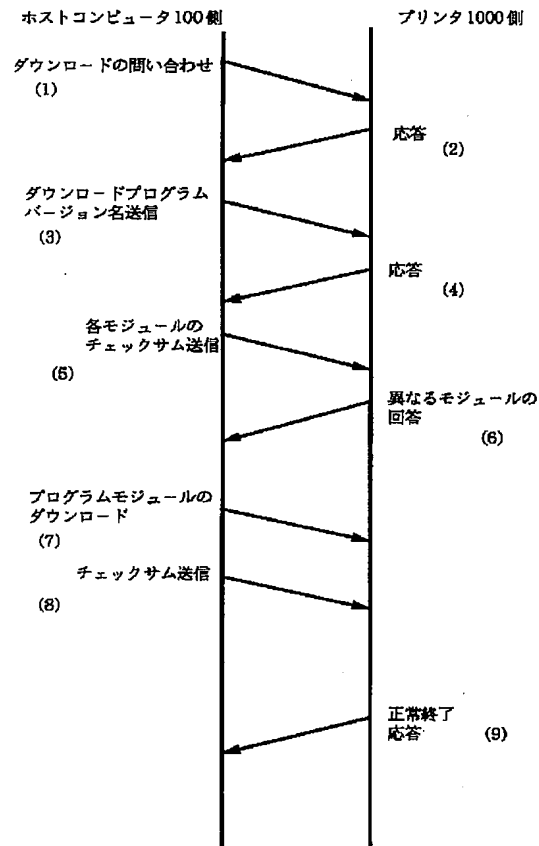 ホストコンピュータ100側
プリンタ1000側
ダウンロードの問い合わせ
(1)
応答
(2)
ダウンロードプログラム
バージョン名送信
(3)
応答
(4)
各モジュールの
チェックサム送信
(5)
異なるモジュールの
回答
(6)
プログラムモジュールの
ダウンロード
(7)
チェックサム送信
(8)
正常終了
応答
(9)